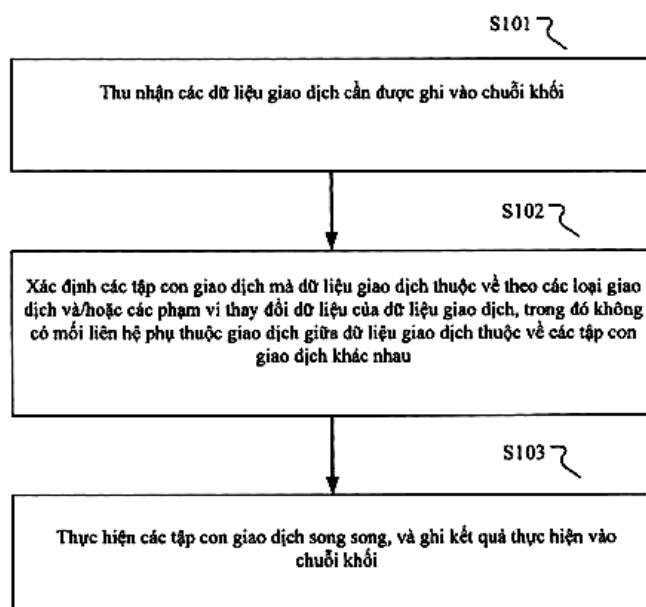 S101
Thu nhận các dữ liệu giao dịch cần được ghi vào chuỗi khối
S102
Xác định các tập con giao dịch mà dữ liệu giao dịch thuộc về theo các loại giao
dịch và/hoặc các phạm vi thay đổi dữ liệu của dữ liệu giao dịch, trong đó không
có mối liên hệ phụ thuộc giao dịch giữa dữ liệu giao dịch thuộc về các tập con
giao dịch khác nhau
S103
Thực hiện các tập con giao dịch song song, và ghi kết quả thực hiện vào
chuỗi khối